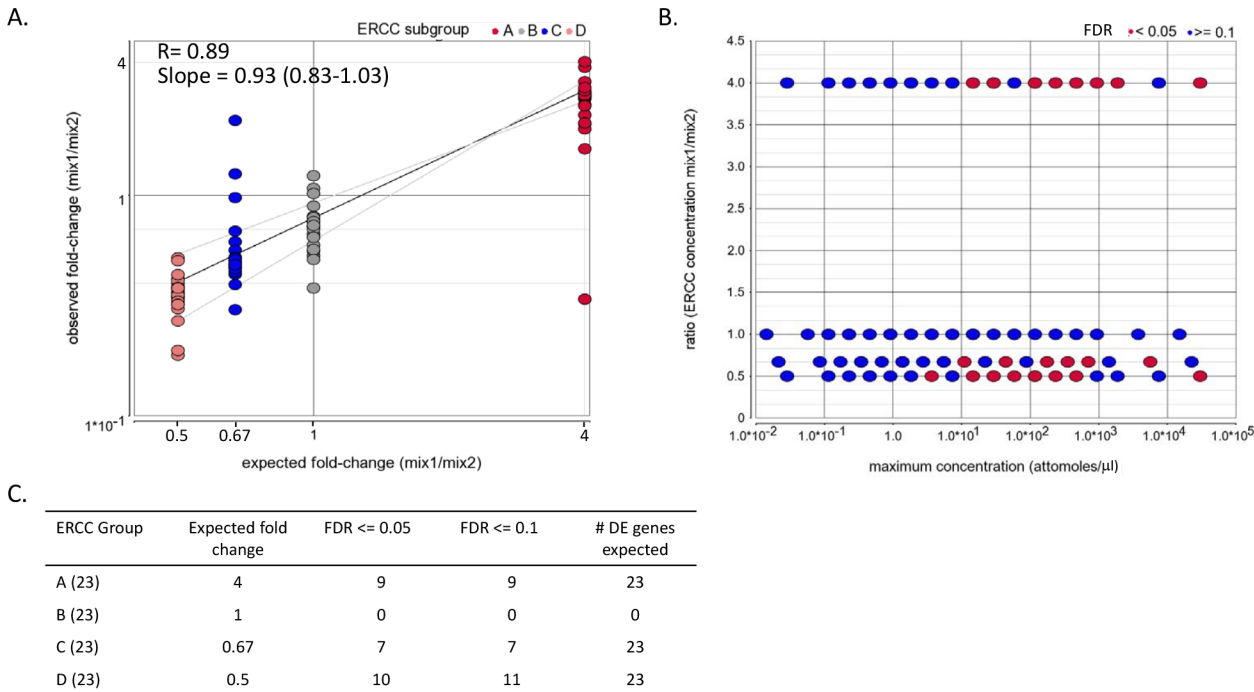 A.
ERCC subgroup A B C D
R= 0.89
Slope = 0.93 (0.83-1.03)
4
1
1*10⁻¹
observed fold-change (mix1/mix2)
0.5 0.67 1 4
expected fold-change (mix1/mix2)
B.
FDR < 0.05 >= 0.1
4.5
4.0
3.5
3.0
2.5
2.0
1.5
1.0
0.5
0
ratio (ERCC concentration mix1/mix2)
1.0*10⁻² 1.0*10⁻¹ 1.0 1.0*10¹ 1.0*10² 1.0*10³ 1.0*10⁴ 1.0*10⁵
maximum concentration (attomoles/µl)
C.
ERCC Group Expected fold change FDR <= 0.05 FDR <= 0.1 # DE genes expected
A (23) 4 9 9 23
B (23) 1 0 0 0
C (23) 0.67 7 7 23
D (23) 0.5 10 11 23